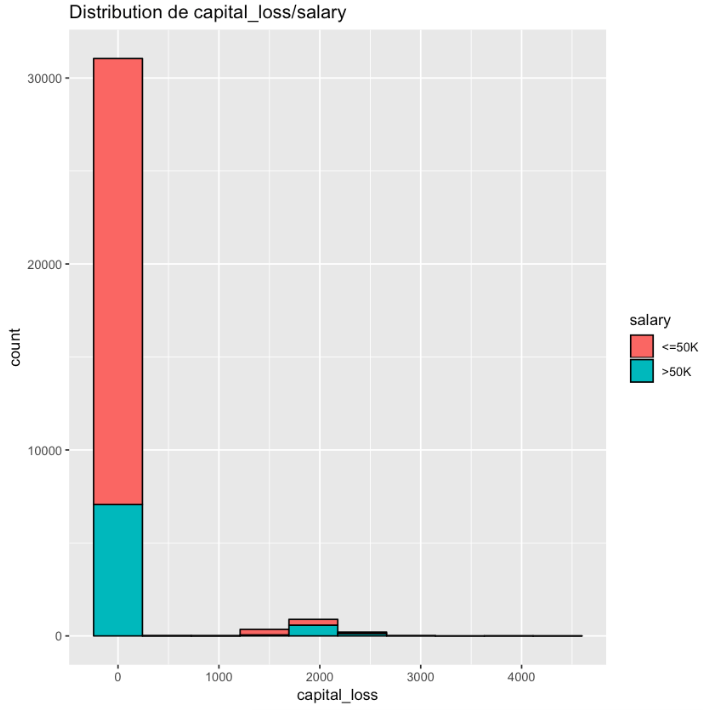 Distribution de capital_loss/salary
30000
20000
10000
0
count
0 1000 2000 3000 4000
capital_loss
salary
<=50K
>50K